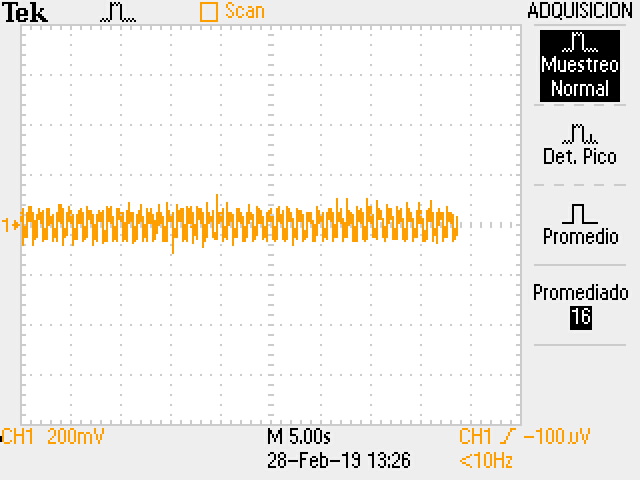 Tek
Scan
ADQUISICION
Muestreo
Normal
Det. Pico
Promedio
Promediado
16
1
CH1 200mV
M 5.00s
CH1 -100uV
28-Feb-19 13:26
<10Hz